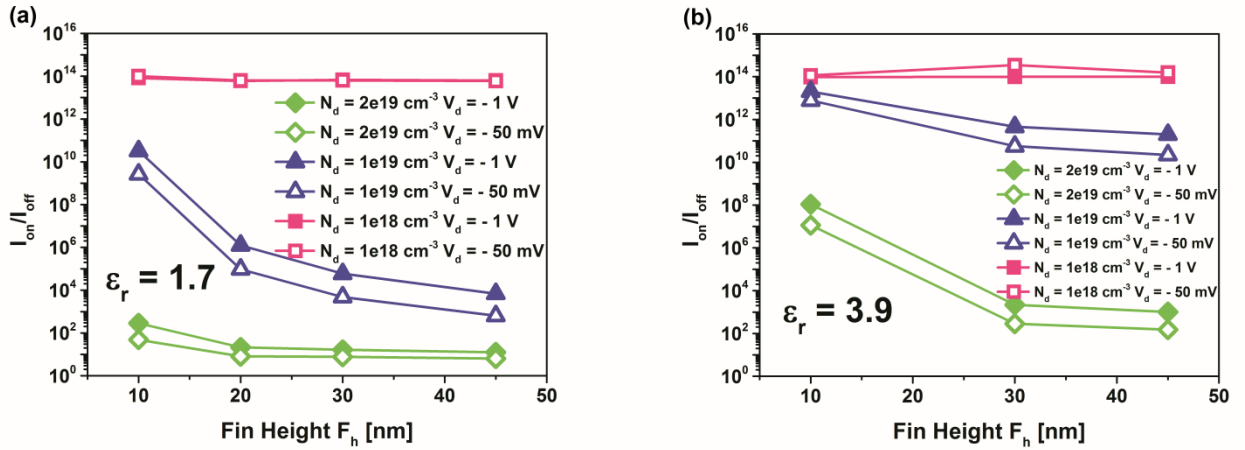 (a)
I_on/I_off
10^16
10^14
10^12
10^10
10^8
10^6
10^4
10^2
10^0
N_d = 2e19 cm^-3 V_d = - 1 V
N_d = 2e19 cm^-3 V_d = - 50 mV
N_d = 1e19 cm^-3 V_d = - 1 V
N_d = 1e19 cm^-3 V_d = - 50 mV
N_d = 1e18 cm^-3 V_d = - 1 V
N_d = 1e18 cm^-3 V_d = - 50 mV
ε_r = 1.7
10 20 30 40 50
Fin Height F_h [nm]
(b)
I_on/I_off
10^16
10^14
10^12
10^10
10^8
10^6
10^4
10^2
10^0
N_d = 2e19 cm^-3 V_d = - 1 V
N_d = 2e19 cm^-3 V_d = - 50 mV
N_d = 1e19 cm^-3 V_d = - 1 V
N_d = 1e19 cm^-3 V_d = - 50 mV
N_d = 1e18 cm^-3 V_d = - 1 V
N_d = 1e18 cm^-3 V_d = - 50 mV
ε_r = 3.9
10 20 30 40 50
Fin Height F_h [nm]